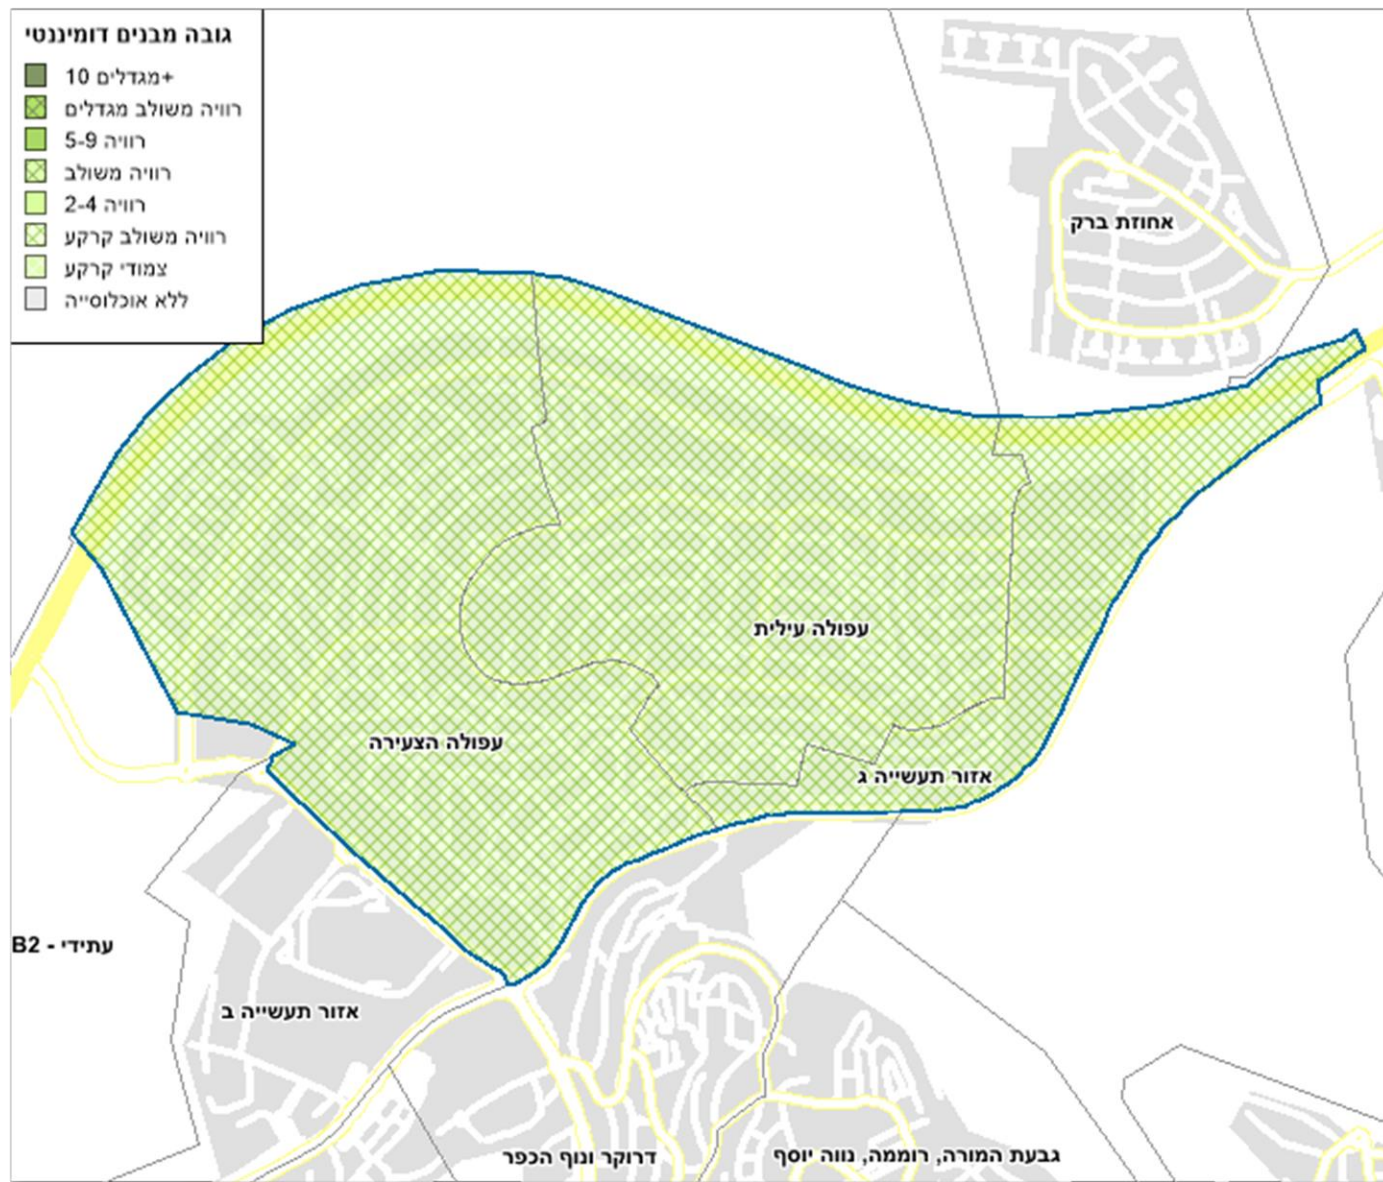 גובה מבנים דומיננטי
מגדלים 10+
רוויה משולב מגדלים
רוויה 5-9
רוויה משולב
רוויה 2-4
רוויה משולב קרקע
צמודי קרקע
ללא אוכלוסייה
אחוזת ברק
עפולה עילית
עפולה הצעירה
אזור תעשייה ג
עתידי - B2
אזור תעשייה ב
דרוקר ונוף הכפר
גבעת המורה, רוממה, נווה יוסף